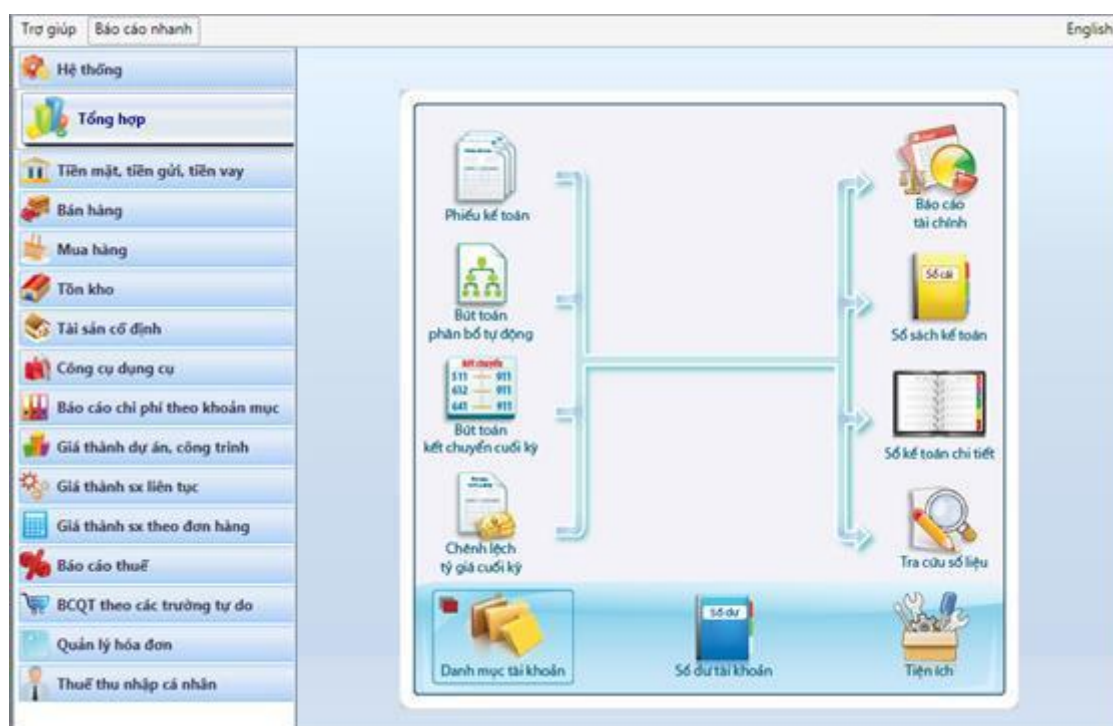 Trợ giúp Báo cáo nhanh English
Hệ thống
Tổng hợp
Tiền mặt, tiền gửi, tiền vay
Bán hàng
Mua hàng
Tồn kho
Tài sản cố định
Công cụ dụng cụ
Báo cáo chi phí theo khoản mục
Giá thành dự án, công trình
Giá thành sx liên tục
Giá thành sx theo đơn hàng
Báo cáo thuế
BCQT theo các trường tự do
Quản lý hóa đơn
Thuế thu nhập cá nhân
Phiếu kế toán
Bút toán
phân bổ tự động
Kết chuyển
511 911
632 911
641 911
Bút toán
kết chuyển cuối kỳ
Chênh lệch
tỷ giá cuối kỳ
Báo cáo
tài chính
Sổ cái
Sổ sách kế toán
Sổ kế toán chi tiết
Tra cứu số liệu
Danh mục tài khoản
Số dư
Số dư tài khoản
Tiện ích